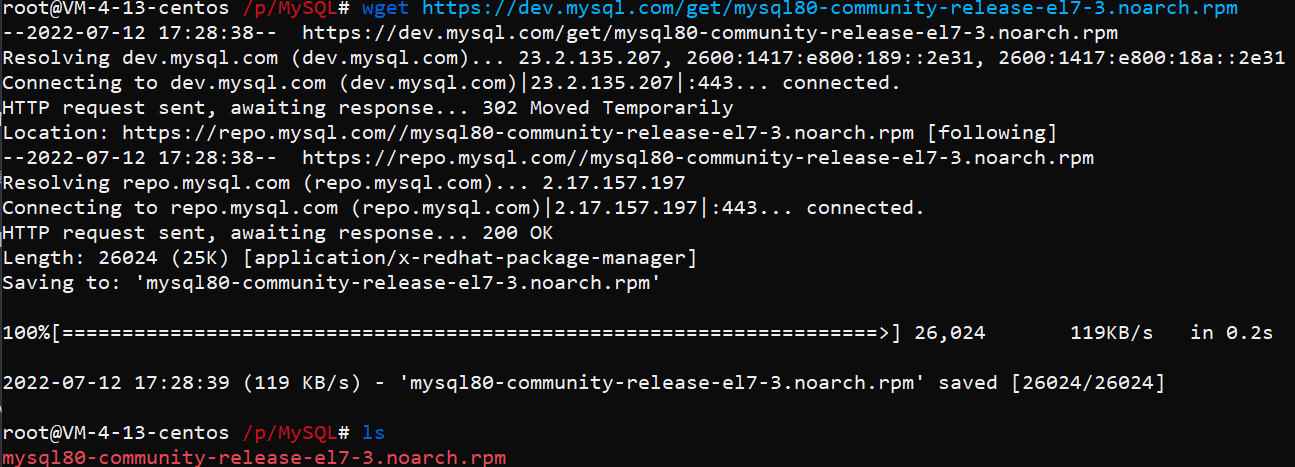 root@VM-4-13-centos /p/MySQL# wget https://dev.mysql.com/get/mysql80-community-release-el7-3.noarch.rpm
--2022-07-12 17:28:38--  https://dev.mysql.com/get/mysql80-community-release-el7-3.noarch.rpm
Resolving dev.mysql.com (dev.mysql.com)... 23.2.135.207, 2600:1417:e800:189::2e31, 2600:1417:e800:18a::2e31
Connecting to dev.mysql.com (dev.mysql.com)|23.2.135.207|:443... connected.
HTTP request sent, awaiting response... 302 Moved Temporarily
Location: https://repo.mysql.com//mysql80-community-release-el7-3.noarch.rpm [following]
--2022-07-12 17:28:38--  https://repo.mysql.com//mysql80-community-release-el7-3.noarch.rpm
Resolving repo.mysql.com (repo.mysql.com)... 2.17.157.197
Connecting to repo.mysql.com (repo.mysql.com)|2.17.157.197|:443... connected.
HTTP request sent, awaiting response... 200 OK
Length: 26024 (25K) [application/x-redhat-package-manager]
Saving to: 'mysql80-community-release-el7-3.noarch.rpm'
100%[====================================================================>] 26,024       119KB/s   in 0.2s
2022-07-12 17:28:39 (119 KB/s) - 'mysql80-community-release-el7-3.noarch.rpm' saved [26024/26024]
root@VM-4-13-centos /p/MySQL# ls
mysql80-community-release-el7-3.noarch.rpm